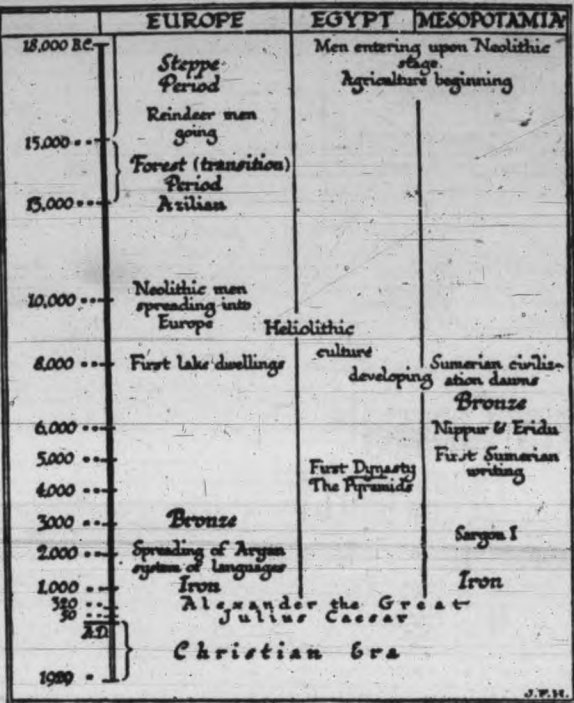 EUROPE EGYPT MESOPOTAMIA
18,000 B.C.
Steppe
Period
Men entering upon Neolithic
stage.
Agriculture beginning
Reindeer men
going
15,000
Forest (transition)
Period
13,000
Azilian
10,000
Neolithic men
spreading into
Europe
Heliolithic
culture
developing
8,000
First lake dwellings
Sumerian civiliz-
ation dawns
Bronze
6,000
Nippur & Eridu
5,000
First Sumerian
writing
First Dynasty
The Pyramids
4,000
3,000
Bronze
Sargon I
2,000
Spreading of Aryan
system of languages
1,000
Iron
Iron
Alexander the Great
Julius Caesar
A.D.
Christian Era
J.F.H.